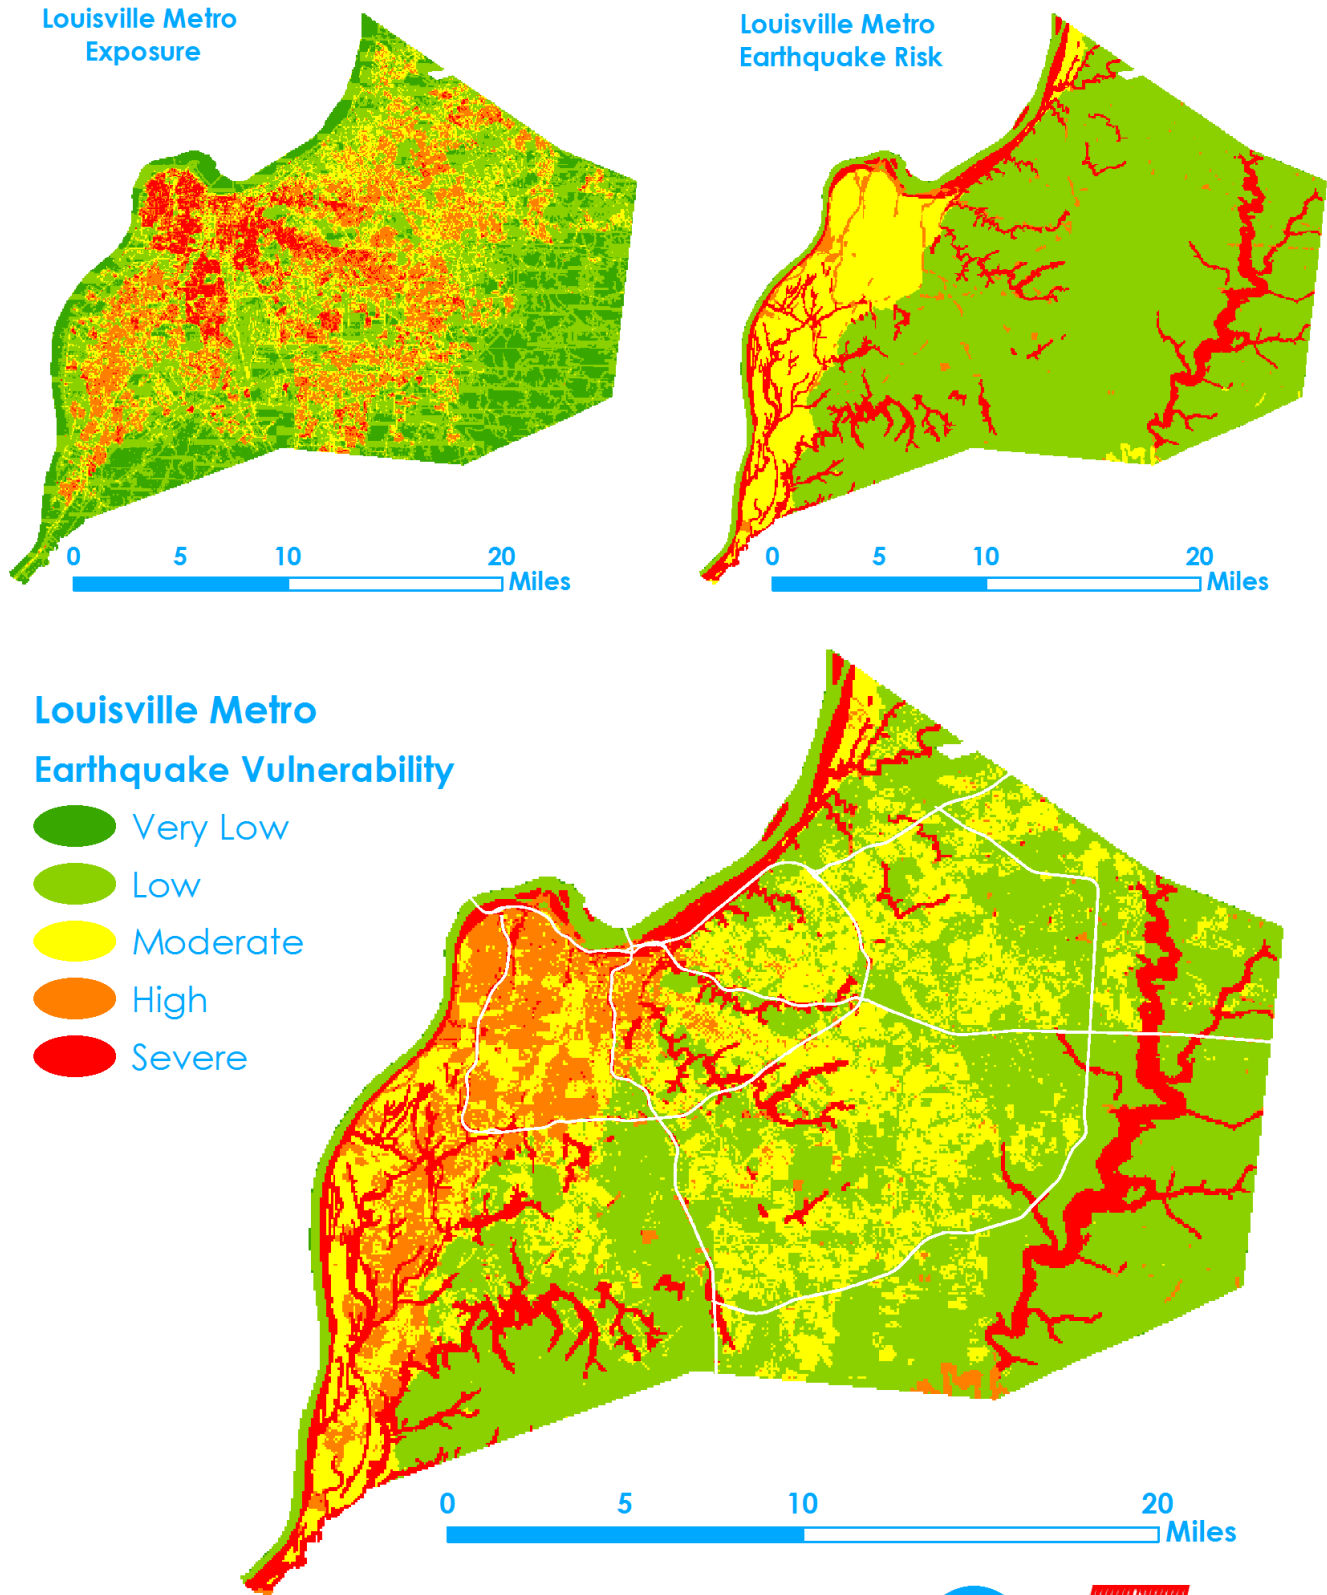 Louisville Metro
Exposure
Louisville Metro
Earthquake Risk
0 5 10 20
Miles
0 5 10 20
Miles
Louisville Metro
Earthquake Vulnerability
Very Low
Low
Moderate
High
Severe
0 5 10 20
Miles